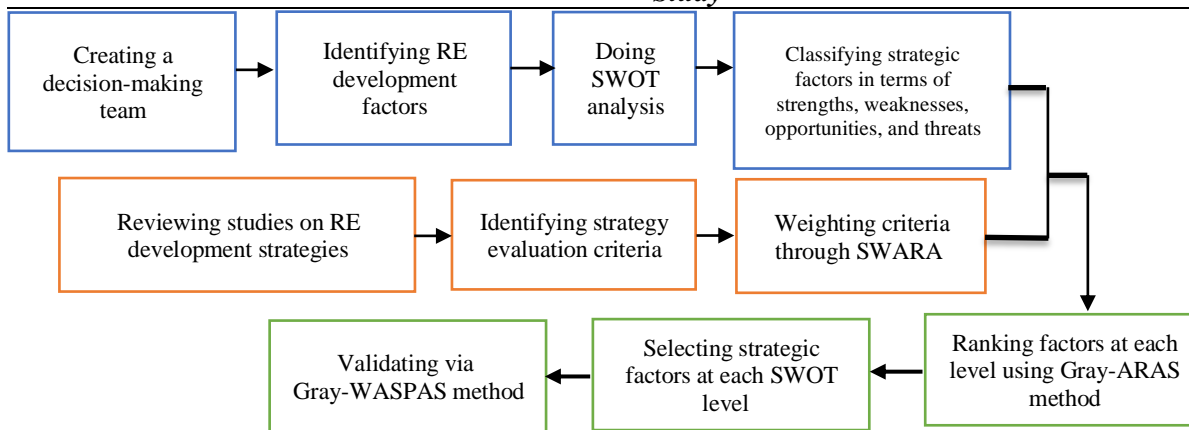 Study
Creating a
decision-making
team
Identifying RE
development
factors
Doing
SWOT
analysis
Classifying strategic
factors in terms of
strengths, weaknesses,
opportunities, and threats
Reviewing studies on RE
development strategies
Identifying strategy
evaluation criteria
Weighting criteria
through SWARA
Ranking factors at each
level using Gray-ARAS
method
Selecting strategic
factors at each SWOT
level
Validating via
Gray-WASPAS method